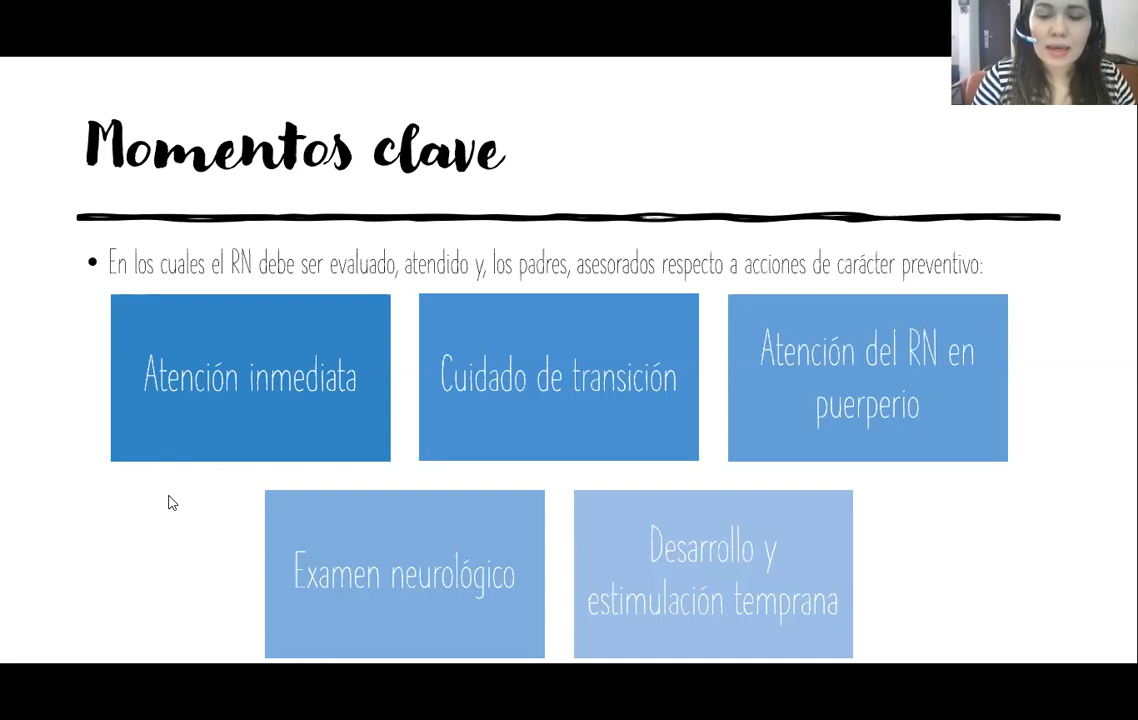 Momentos clave
• En los cuales el RN debe ser evaluado, atendido y, los padres, asesorados respecto a acciones de carácter preventivo:
Atención inmediata
Cuidado de transición
Atención del RN en
puerperio
Examen neurológico
Desarrollo y
estimulación temprana